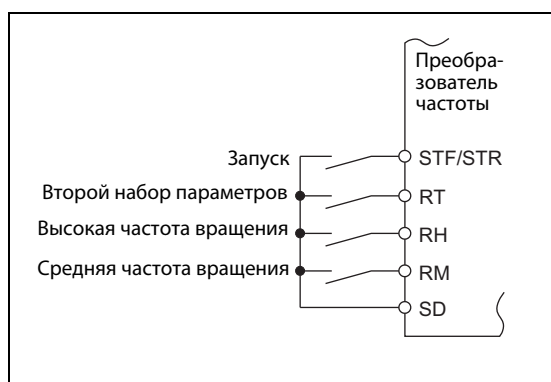 Преобра-
зователь
частоты
Запуск
STF/STR
Второй набор параметров
RT
Высокая частота вращения
RH
Средняя частота вращения
RM
SD